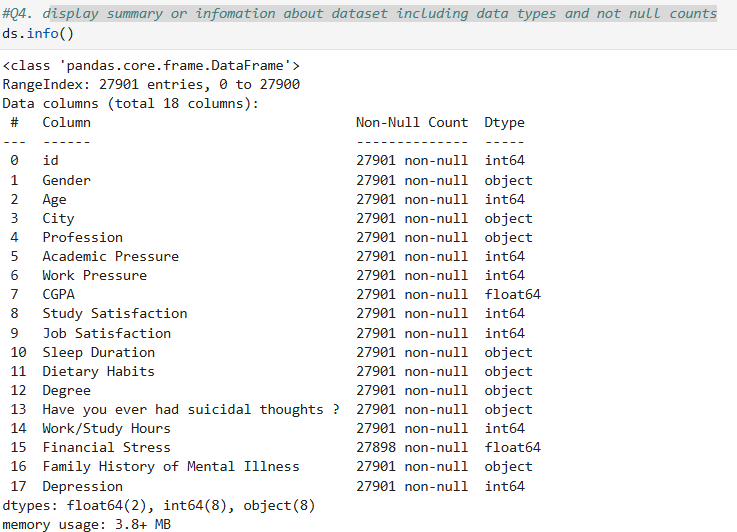 #Q4. display summary or infomation about dataset including data types and not null counts
ds.info()
<class 'pandas.core.frame.DataFrame'>
RangeIndex: 27901 entries, 0 to 27900
Data columns (total 18 columns):
 #   Column                                 Non-Null Count  Dtype
---  ------                                 --------------  -----
 0   id                                     27901 non-null  int64
 1   Gender                                 27901 non-null  object
 2   Age                                    27901 non-null  int64
 3   City                                   27901 non-null  object
 4   Profession                             27901 non-null  object
 5   Academic Pressure                      27901 non-null  int64
 6   Work Pressure                          27901 non-null  int64
 7   CGPA                                   27901 non-null  float64
 8   Study Satisfaction                     27901 non-null  int64
 9   Job Satisfaction                       27901 non-null  int64
 10  Sleep Duration                         27901 non-null  object
 11  Dietary Habits                         27901 non-null  object
 12  Degree                                 27901 non-null  object
 13  Have you ever had suicidal thoughts ?  27901 non-null  object
 14  Work/Study Hours                       27901 non-null  int64
 15  Financial Stress                       27898 non-null  float64
 16  Family History of Mental Illness       27901 non-null  object
 17  Depression                             27901 non-null  int64
dtypes: float64(2), int64(8), object(8)
memory usage: 3.8+ MB